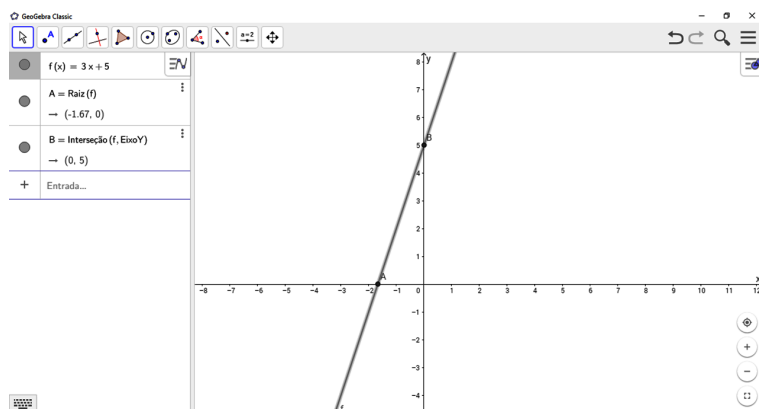 GeoGebra Classic
A
a=2
f(x) = 3x+5
A = Raiz(f)
→ (-1.67, 0)
B = Interseção(f, EixoY)
→ (0, 5)
Entrada...
y
8
7
6
B
5
4
3
2
1
A
x
-8 -7 -6 -5 -4 -3 -2 -1 0 1 2 3 4 5 6 7 8 9 10 11 12
-1
-2
-3
-4
f